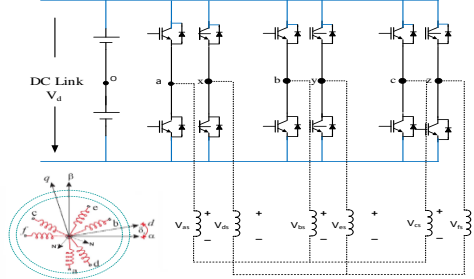 O
DC Link
V_d
a
x
b
y
c
z
V_as
+
−
V_ds
+
−
V_bs
+
−
V_es
+
−
V_cs
+
−
V_fs
+
−
q
β
c
e
b
d
f
δ
α
N
N
a
d